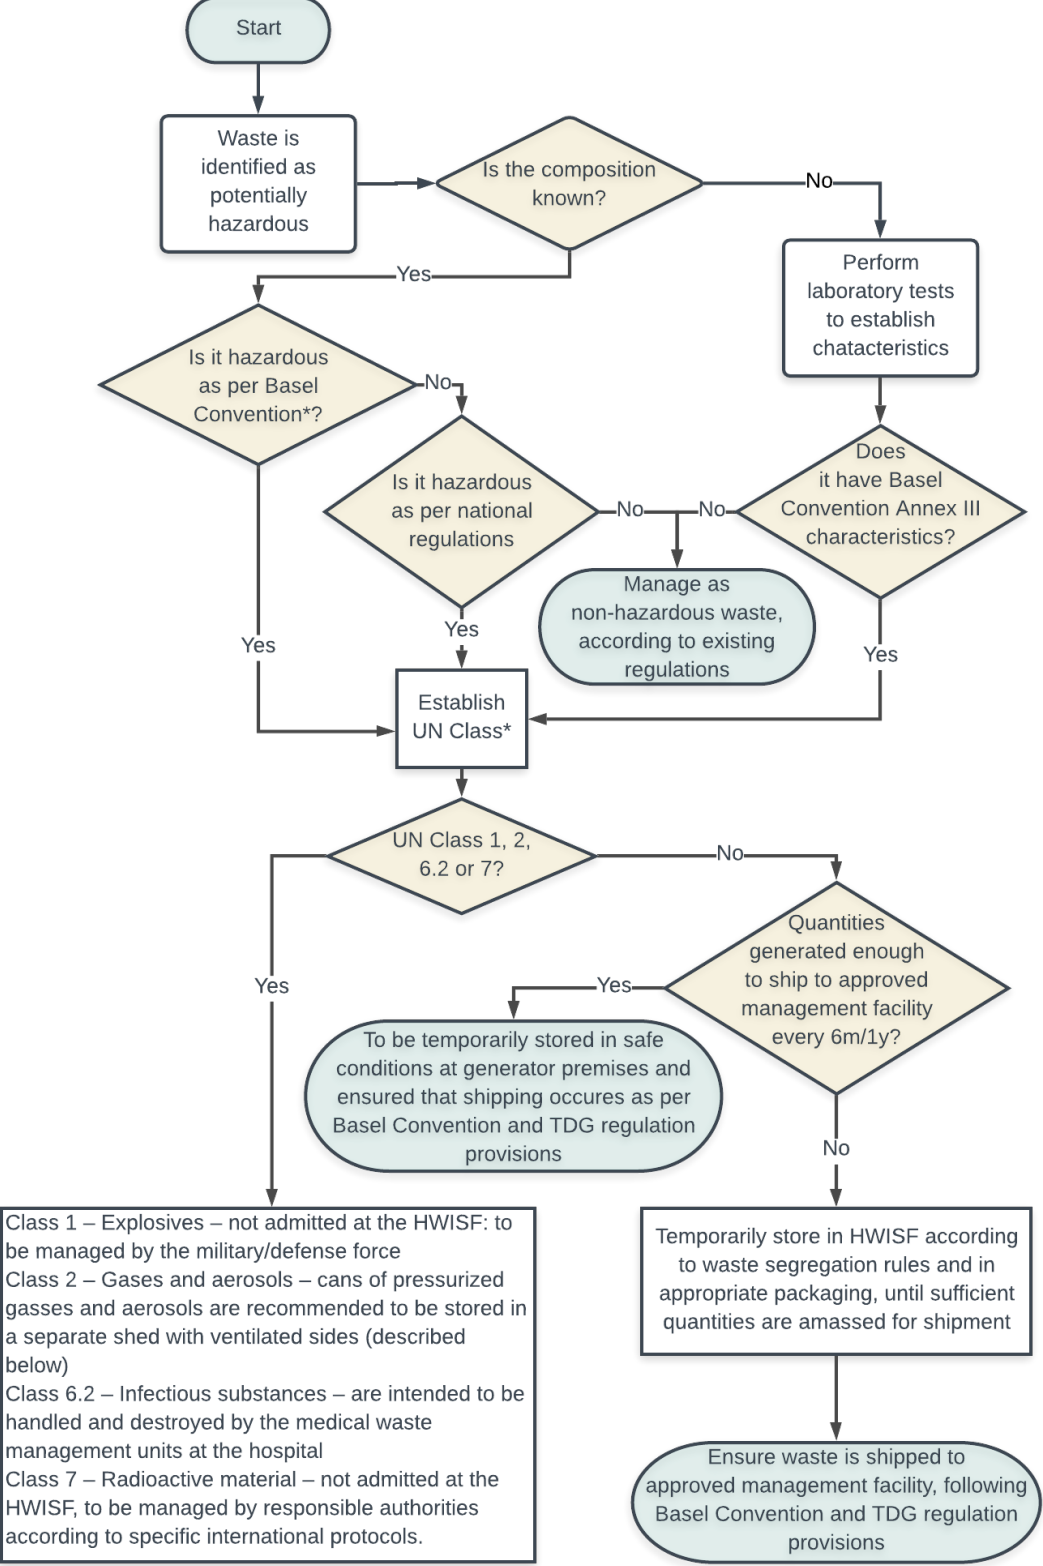 Start
Waste is
identified as
potentially
hazardous
Is the composition
known?
No
Perform
laboratory tests
to establish
chatacteristics
Yes
Is it hazardous
as per Basel
Convention*?
No
Is it hazardous
as per national
regulations
No
No
Does
it have Basel
Convention Annex III
characteristics?
Manage as
non-hazardous waste,
according to existing
regulations
Yes
Yes
Yes
Establish
UN Class*
UN Class 1, 2,
6.2 or 7?
No
Quantities
generated enough
to ship to approved
management facility
every 6m/1y?
Yes
Yes
To be temporarily stored in safe
conditions at generator premises and
ensured that shipping occures as per
Basel Convention and TDG regulation
provisions
No
Class 1 – Explosives – not admitted at the HWISF: to
be managed by the military/defense force
Class 2 – Gases and aerosols – cans of pressurized
gasses and aerosols are recommended to be stored in
a separate shed with ventilated sides (described
below)
Class 6.2 – Infectious substances – are intended to be
handled and destroyed by the medical waste
management units at the hospital
Class 7 – Radioactive material – not admitted at the
HWISF, to be managed by responsible authorities
according to specific international protocols.
Temporarily store in HWISF according
to waste segregation rules and in
appropriate packaging, until sufficient
quantities are amassed for shipment
Ensure waste is shipped to
approved management facility, following
Basel Convention and TDG regulation
provisions